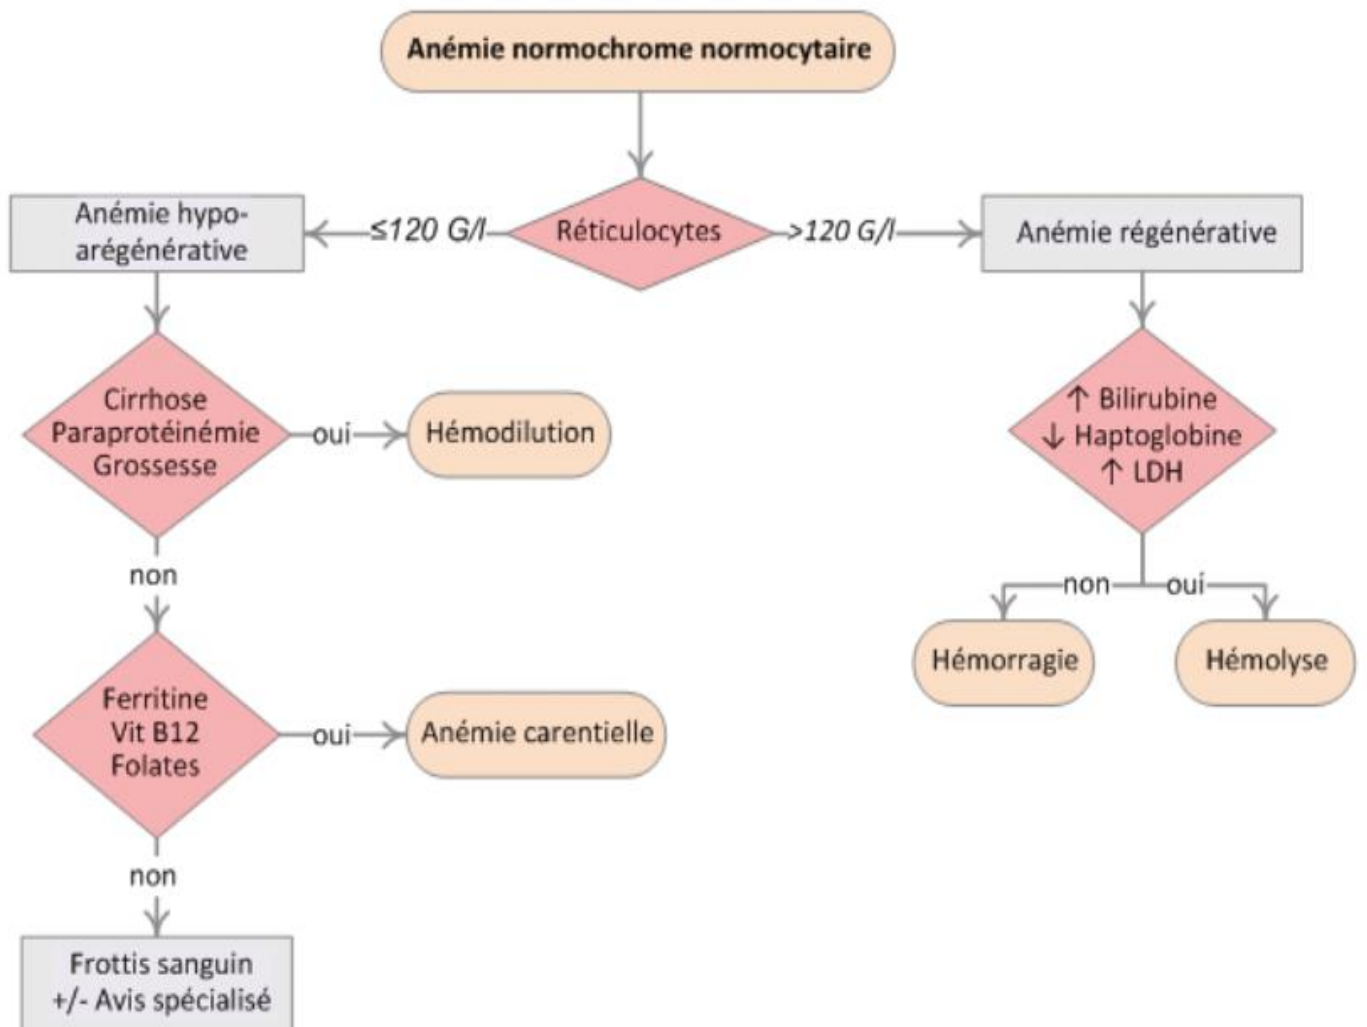 Anémie normochrome normocytaire
Anémie hypo-
arégénérative
≤120 G/l
Réticulocytes
>120 G/l
Anémie régénérative
Cirrhose
Paraprotéinémie
Grossesse
oui
Hémodilution
↑ Bilirubine
↓ Haptoglobine
↑ LDH
non
non
oui
Hémorragie
Hémolyse
Ferritine
Vit B12
Folates
oui
Anémie carentielle
non
Frottis sanguin
+/- Avis spécialisé